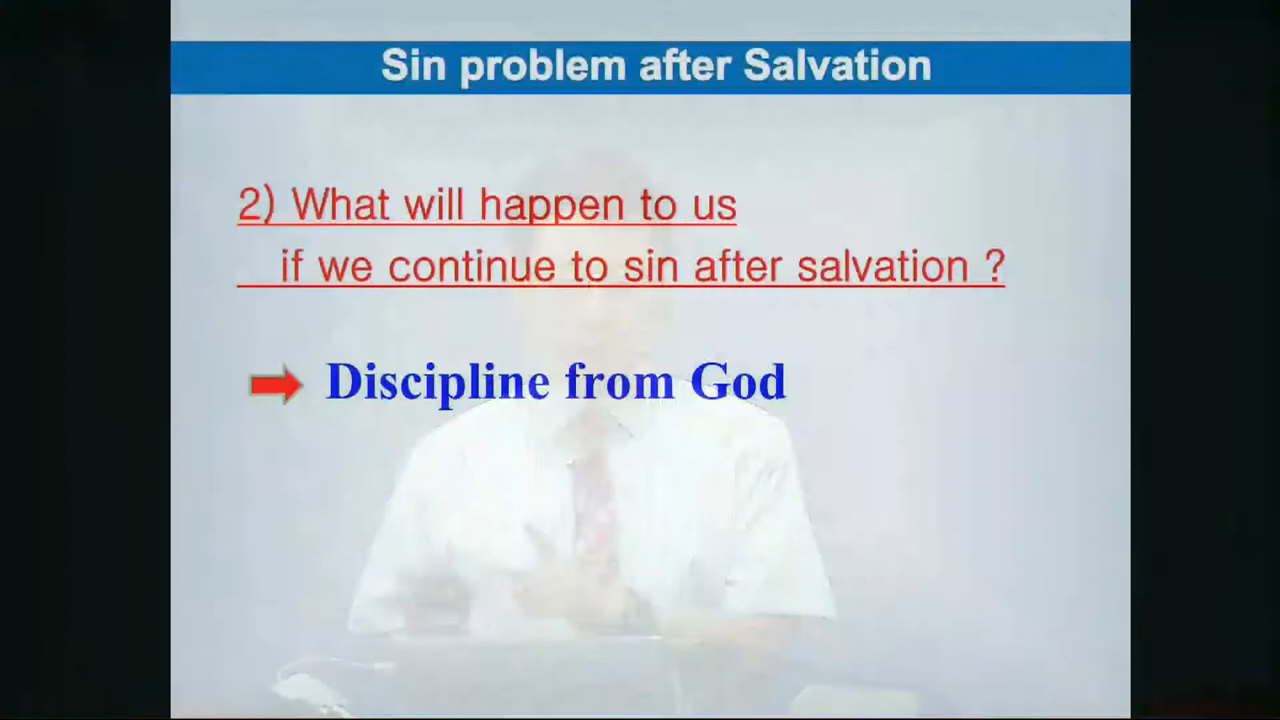 Sin problem after Salvation
2) What will happen to us
if we continue to sin after salvation ?
Discipline from God